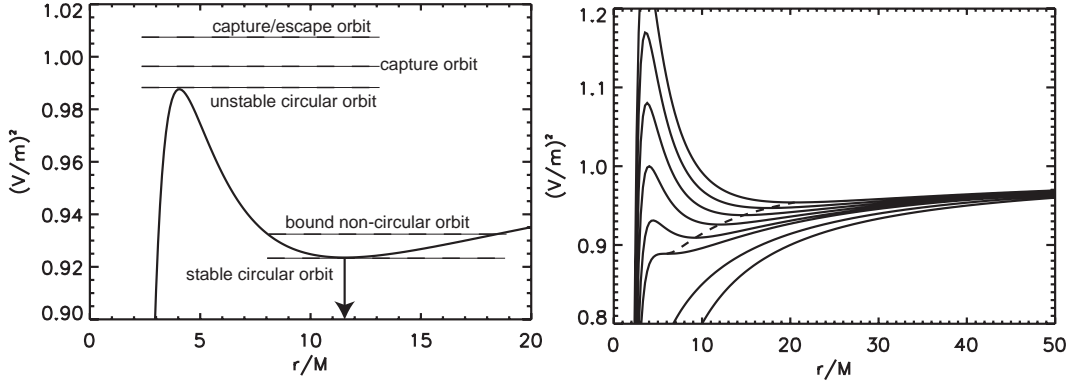 1.02
1.00
0.98
0.96
0.94
0.92
0.90
(V/m)²
capture/escape orbit
capture orbit
unstable circular orbit
bound non-circular orbit
stable circular orbit
0 5 10 15 20
r/M
1.2
1.1
1.0
0.9
0.8
(V/m)²
0 10 20 30 40 50
r/M